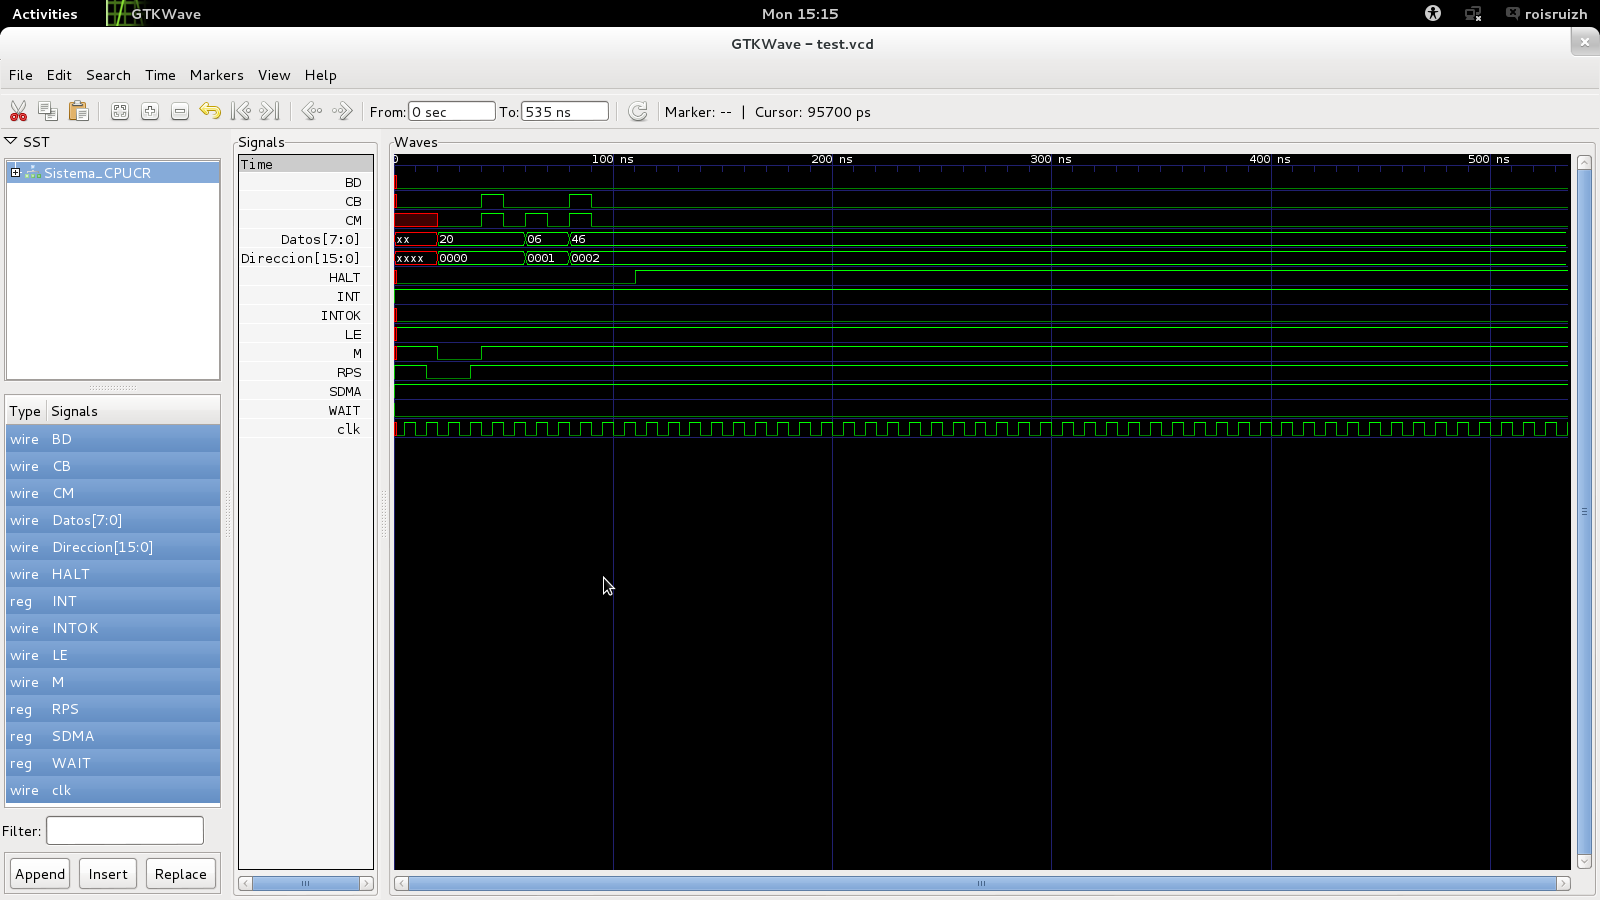 Activities GTKWave Mon 15:15 roisruizh
GTKWave – test.vcd
File Edit Search Time Markers View Help
From: 0 sec To: 535 ns Marker: -- | Cursor: 95700 ps
SST
Sistema_CPUCR
Type Signals
wire BD
wire CB
wire CM
wire Datos[7:0]
wire Direccion[15:0]
wire HALT
reg INT
wire INTOK
wire LE
wire M
reg RPS
reg SDMA
reg WAIT
wire clk
Filter:
Append Insert Replace
Signals
Time
BD
CB
CM
Datos[7:0]
Direccion[15:0]
HALT
INT
INTOK
LE
M
RPS
SDMA
WAIT
clk
Waves
0 100 ns 200 ns 300 ns 400 ns 500 ns
xx 20 06 46
xxxx 0000 0001 0002